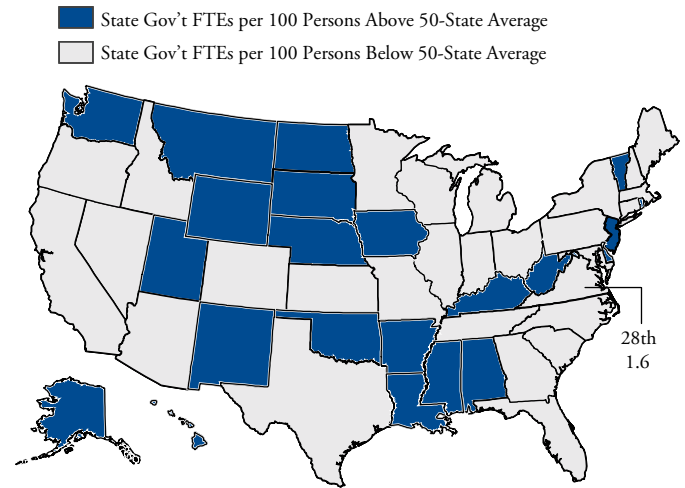 State Gov’t FTEs per 100 Persons Above 50-State Average
State Gov’t FTEs per 100 Persons Below 50-State Average
28th
1.6